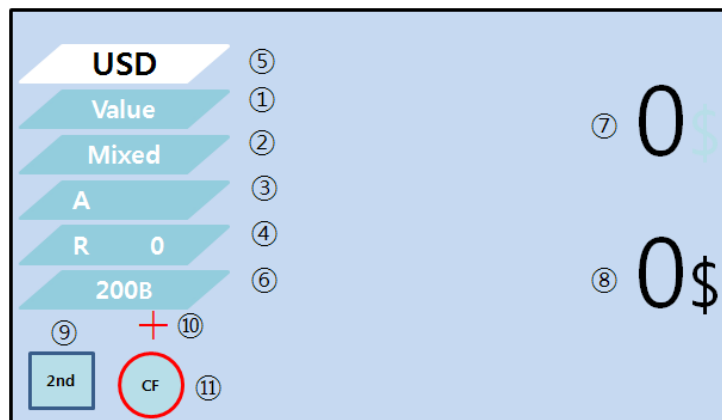 USD ⑤
Value ①
⑦ 0$
Mixed ②
A ③
R 0 ④
⑧ 0$
200B ⑥
⑨ + ⑩
2nd CF ⑪